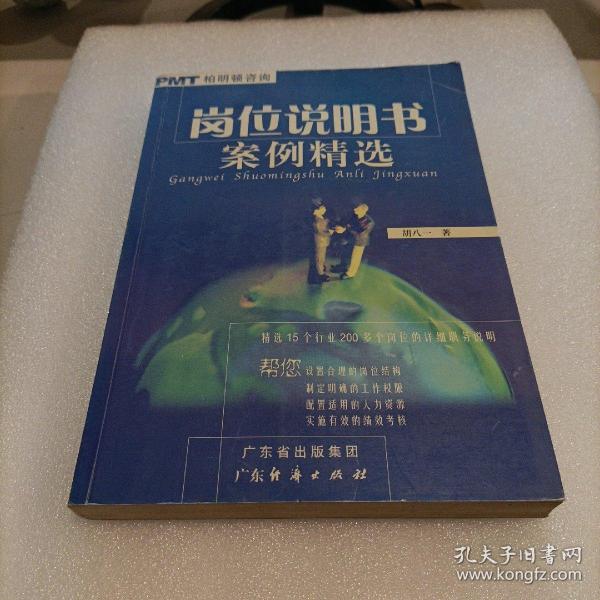 PMT 柏明顿咨询
岗位说明书
案例精选
Gangwei Shuomingshu Anli Jingxuan
胡八一 著
精选15个行业200多个岗位的详细职务说明
帮您
设置合理的岗位结构
制定明确的工作权限
配置适用的人力资源
实施有效的绩效考核
广东省出版集团
广东经济出版社
孔夫子旧书网
www.kongfz.com